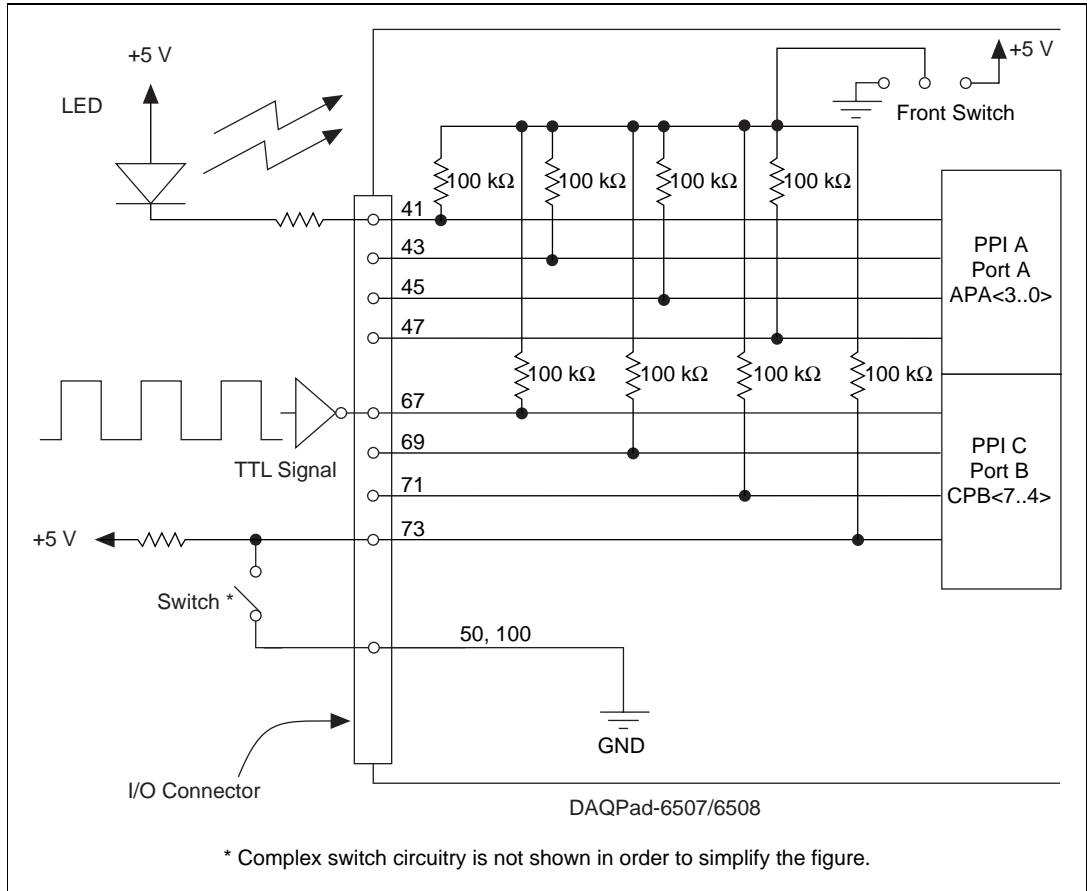 +5 V
LED
+5 V
Front Switch
100 kΩ
100 kΩ
100 kΩ
100 kΩ
41
43
45
47
PPI A
Port A
APA<3..0>
100 kΩ
100 kΩ
100 kΩ
100 kΩ
67
69
71
73
TTL Signal
PPI C
Port B
CPB<7..4>
+5 V
Switch *
50, 100
GND
I/O Connector
DAQPad-6507/6508
* Complex switch circuitry is not shown in order to simplify the figure.